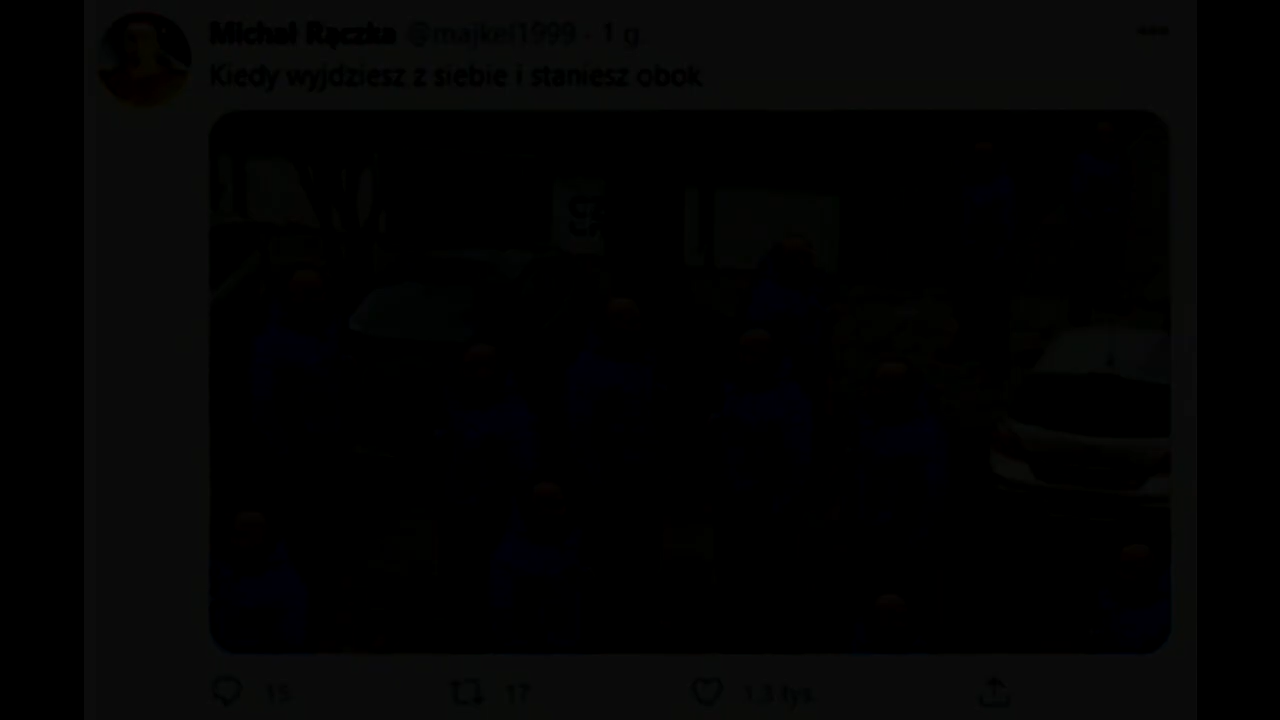 Michał Rączka @majkel1999 · 1 g.
Kiedy wyjdziesz z siebie i staniesz obok
15 17 1,3 tys.